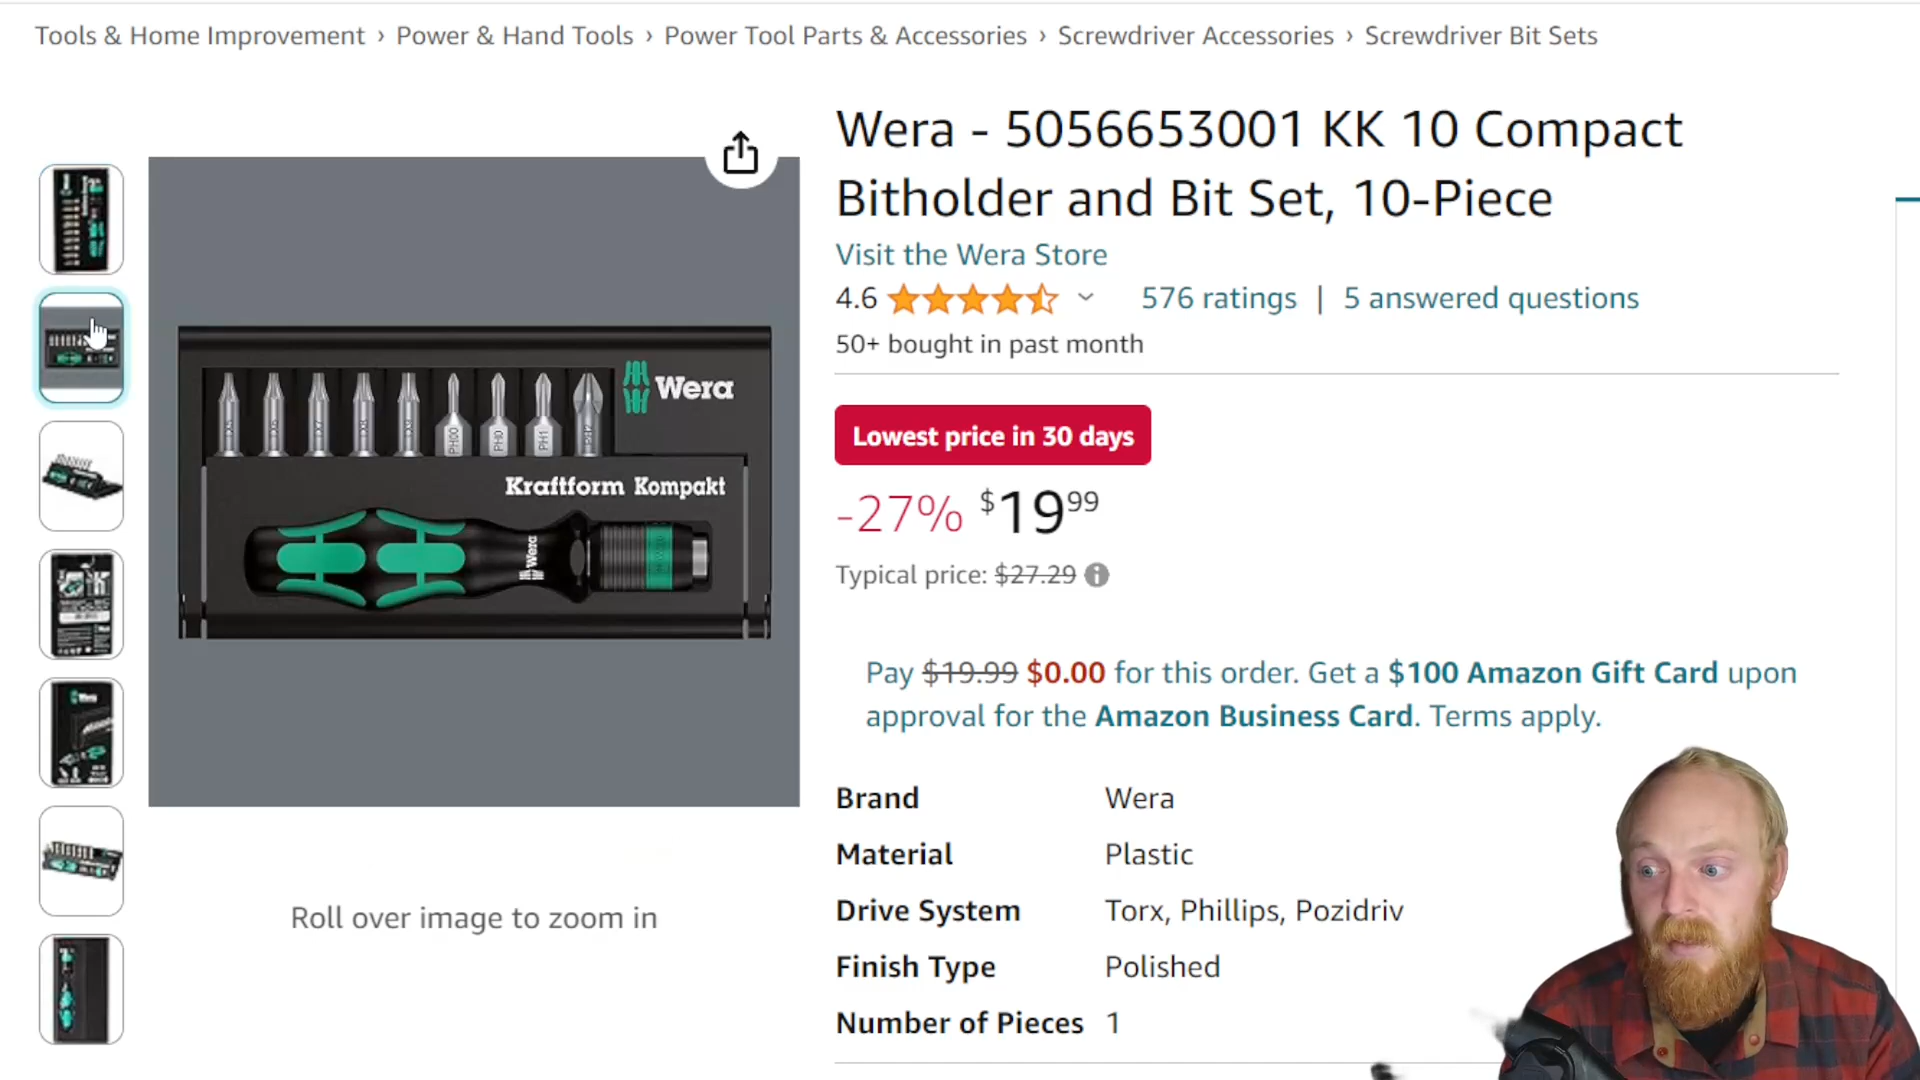 Tools & Home Improvement › Power & Hand Tools › Power Tool Parts & Accessories › Screwdriver Accessories › Screwdriver Bit Sets
Wera - 5056653001 KK 10 Compact
Bitholder and Bit Set, 10-Piece
Visit the Wera Store
4.6
576 ratings | 5 answered questions
50+ bought in past month
Lowest price in 30 days
-27% $19.99
Typical price: $27.29
Pay $19.99 $0.00 for this order. Get a $100 Amazon Gift Card upon
approval for the Amazon Business Card. Terms apply.
Brand Wera
Material Plastic
Drive System Torx, Phillips, Pozidriv
Finish Type Polished
Number of Pieces 1
Wera
PH00 PH0 PH1
Kraftform Kompakt
Wera
Roll over image to zoom in